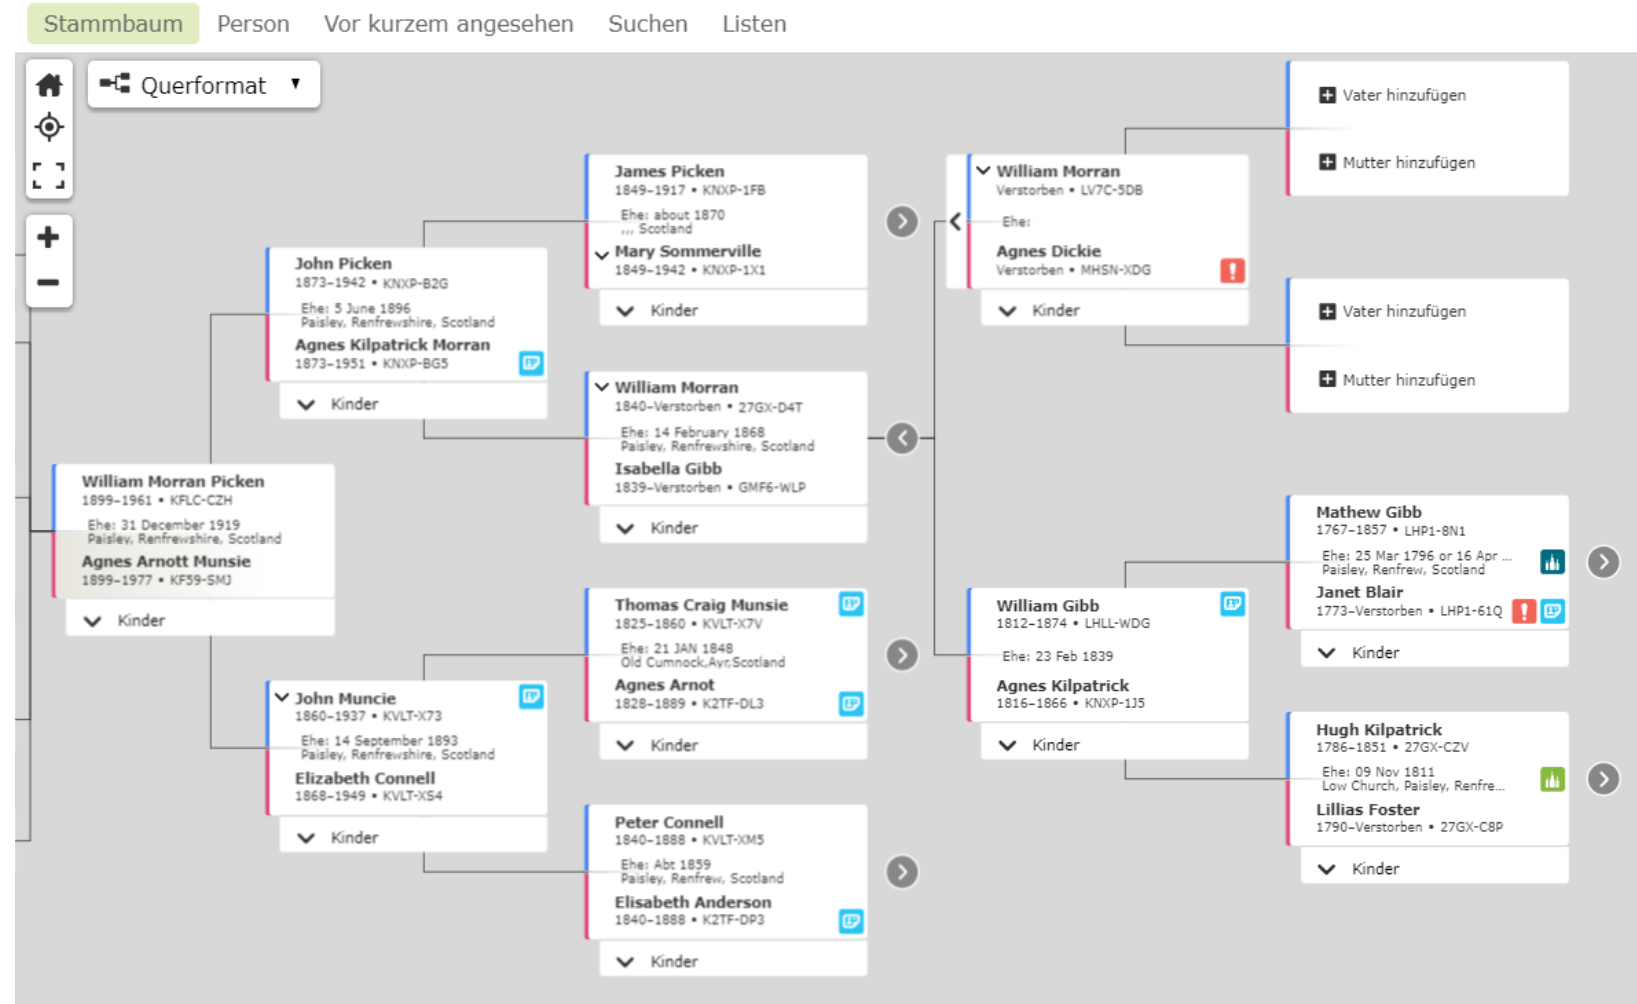 Stammbaum
Person
Vor kurzem angesehen
Suchen
Listen
Querformat
William Morran Picken
1899–1961 • KFLC-CZH
Ehe: 31 December 1919
Paisley, Renfrewshire, Scotland
Agnes Arnott Munsie
1899–1977 • KF59-SMJ
Kinder
John Picken
1873–1942 • KNXP-B2G
Ehe: 5 June 1896
Paisley, Renfrewshire, Scotland
Agnes Kilpatrick Morran
1873–1951 • KNXP-BG5
Kinder
John Muncie
1860–1937 • KVLT-X73
Ehe: 14 September 1893
Paisley, Renfrewshire, Scotland
Elizabeth Connell
1868–1949 • KVLT-XS4
Kinder
James Picken
1849–1917 • KNXP-1FB
Ehe: about 1870
,,, Scotland
Mary Sommerville
1849–1942 • KNXP-1X1
Kinder
William Morran
1840–Verstorben • 27GX-D4T
Ehe: 14 February 1868
Paisley, Renfrewshire, Scotland
Isabella Gibb
1839–Verstorben • GMF6-WLP
Kinder
Thomas Craig Munsie
1825–1860 • KVLT-X7V
Ehe: 21 JAN 1848
Old Cumnock,Ayr,Scotland
Agnes Arnot
1828–1889 • K2TF-DL3
Kinder
Peter Connell
1840–1888 • KVLT-XM5
Ehe: Abt 1859
Paisley, Renfrew, Scotland
Elisabeth Anderson
1840–1888 • K2TF-DP3
Kinder
William Morran
Verstorben • LV7C-5DB
Ehe:
Agnes Dickie
Verstorben • MHSN-XDG
Kinder
William Gibb
1812–1874 • LHLL-WDG
Ehe: 23 Feb 1839
Agnes Kilpatrick
1816–1866 • KNXP-1J5
Kinder
Vater hinzufügen
Mutter hinzufügen
Vater hinzufügen
Mutter hinzufügen
Mathew Gibb
1767–1857 • LHP1-8N1
Ehe: 25 Mar 1796 or 16 Apr ...
Paisley, Renfrew, Scotland
Janet Blair
1773–Verstorben • LHP1-61Q
Kinder
Hugh Kilpatrick
1786–1851 • 27GX-CZV
Ehe: 09 Nov 1811
Low Church, Paisley, Renfre...
Lillias Foster
1790–Verstorben • 27GX-C8P
Kinder